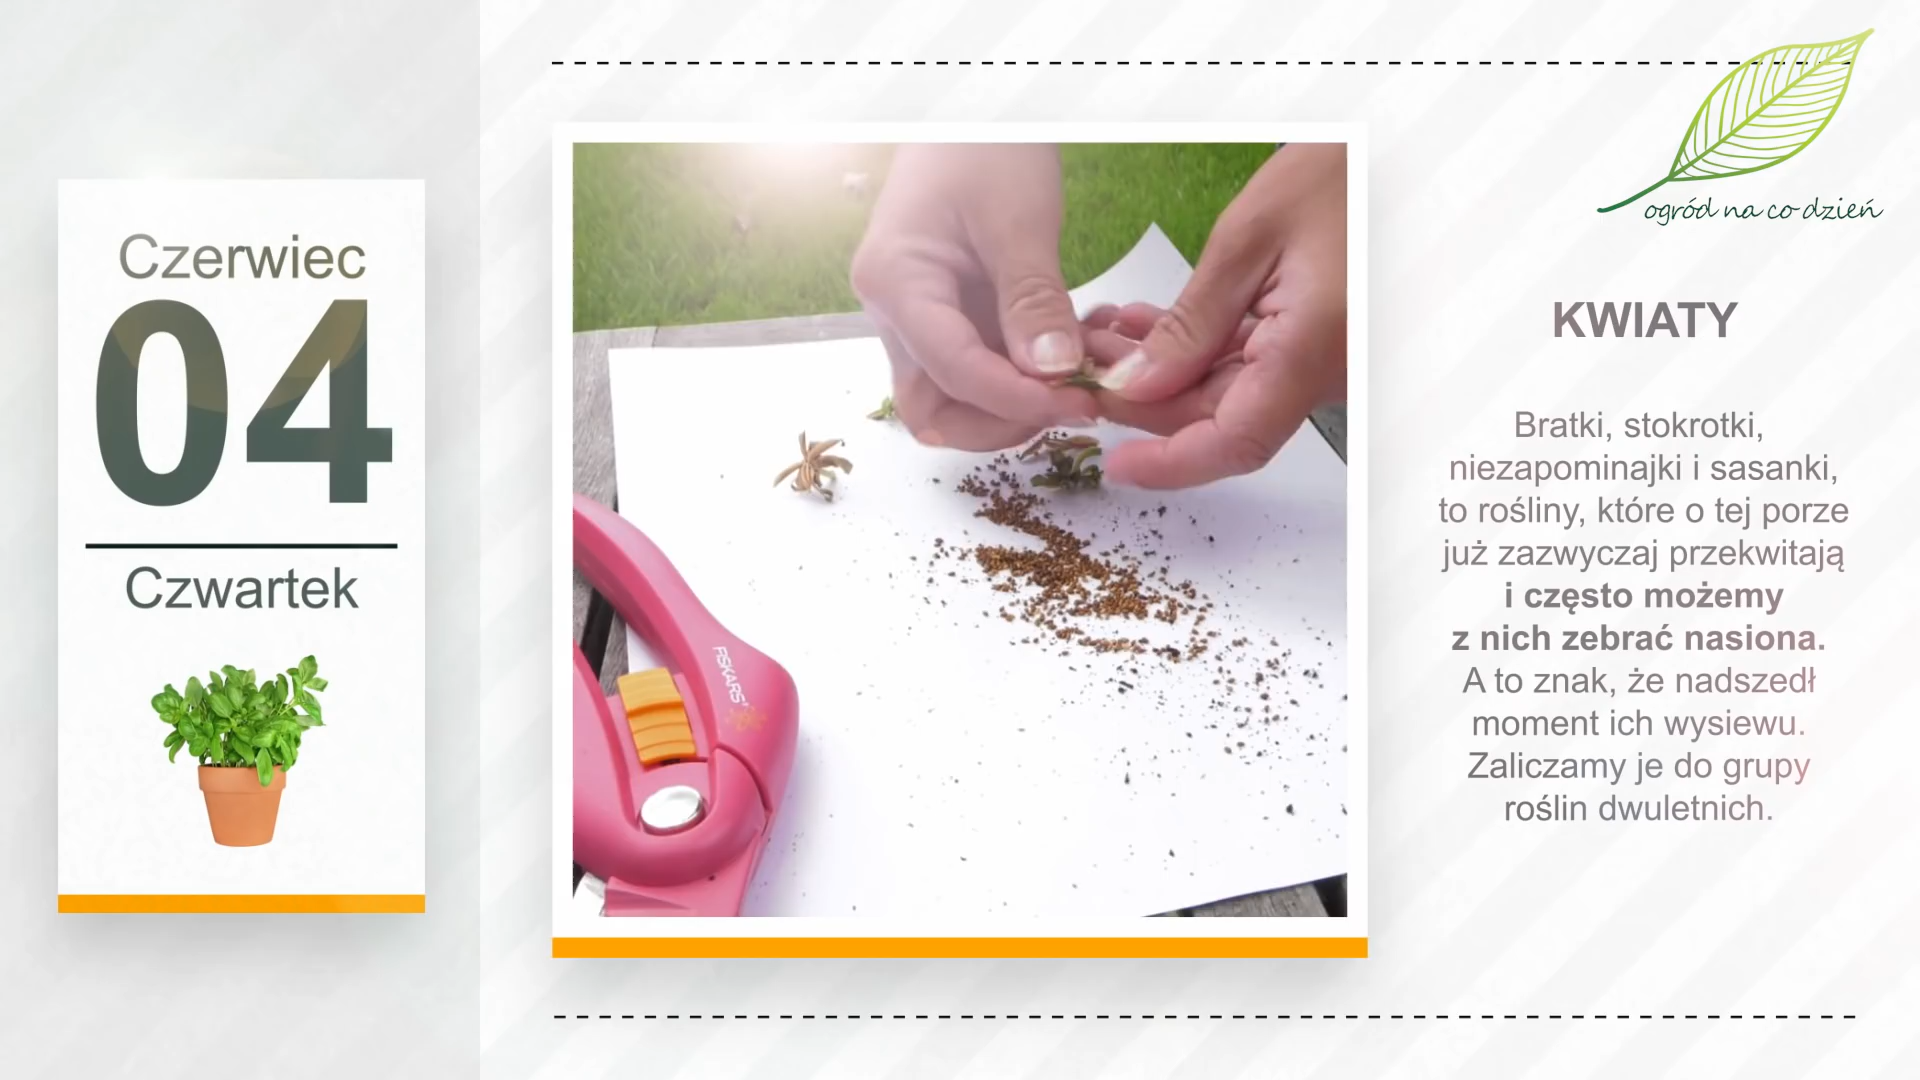 Czerwiec
04
Czwartek
FISKARS
ogród na co dzień
KWIATY
Bratki, stokrotki,
niezapominajki i sasanki,
to rośliny, które o tej porze
już zazwyczaj przekwitają
i często możemy
z nich zebrać nasiona.
A to znak, że nadszedł
moment ich wysiewu.
Zaliczamy je do grupy
roślin dwuletnich.